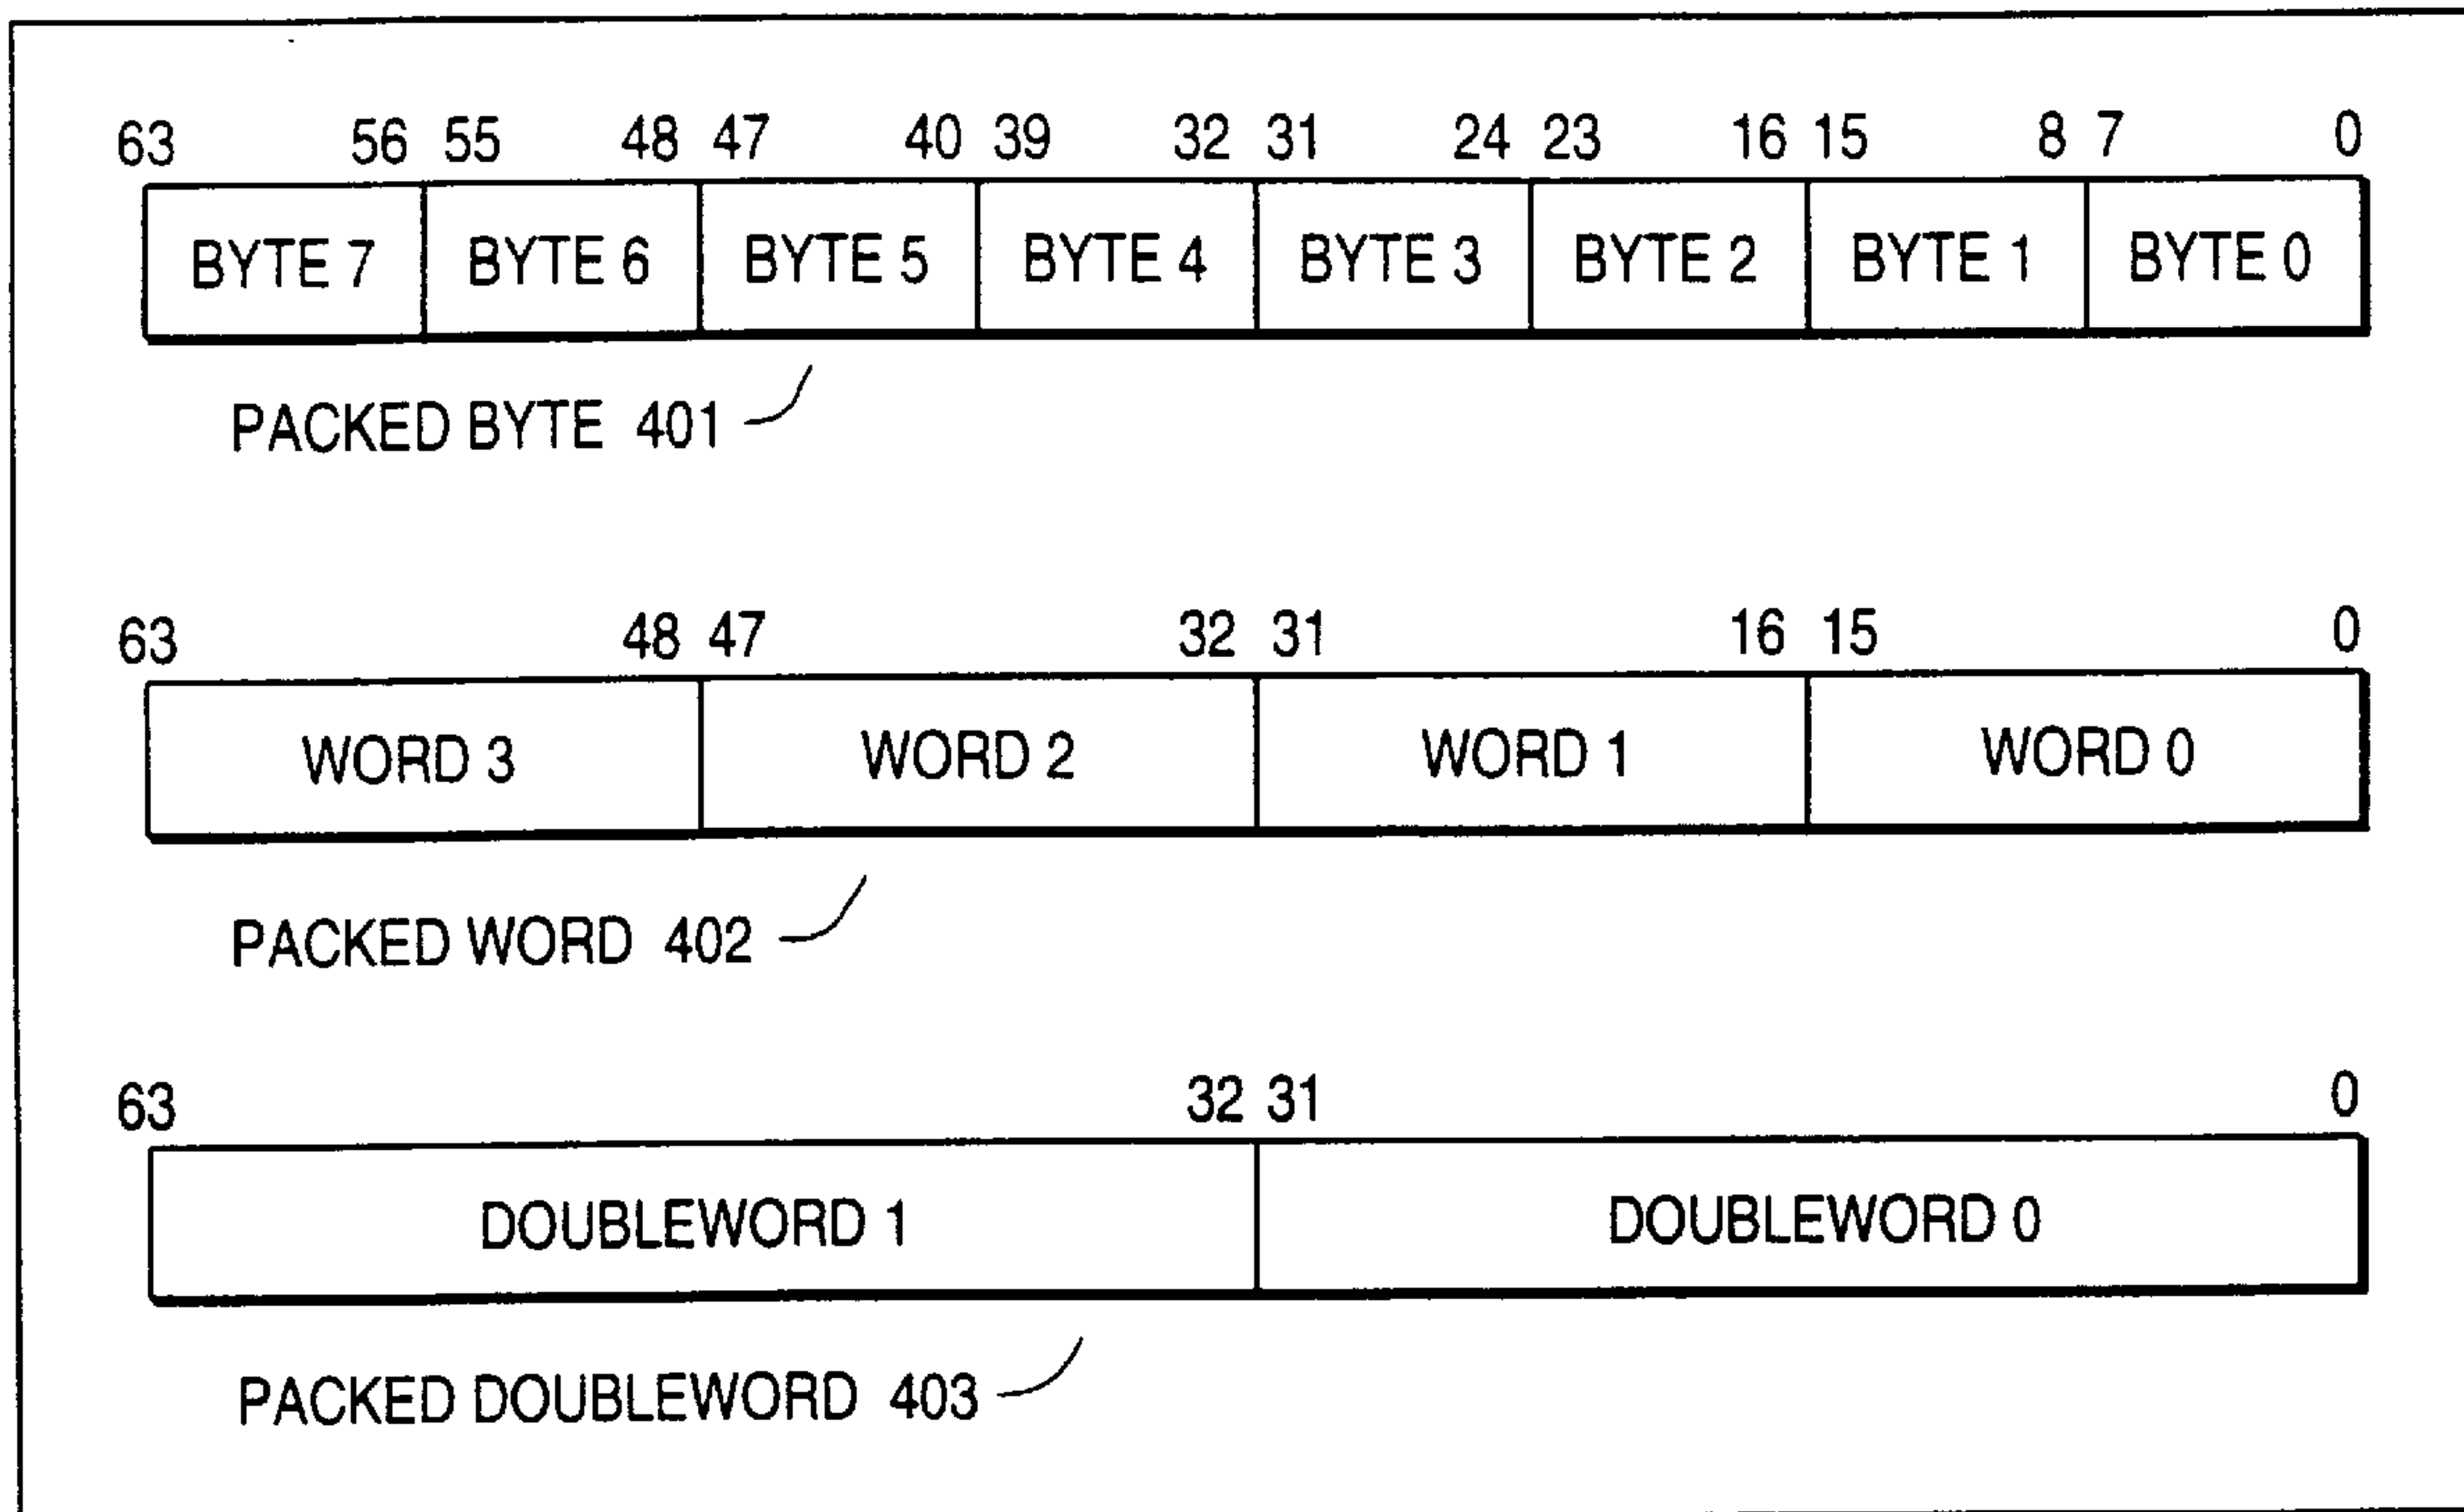 63 56 55 48 47 40 39 32 31 24 23 16 15 8 7 0
BYTE 7 BYTE 6 BYTE 5 BYTE 4 BYTE 3 BYTE 2 BYTE 1 BYTE 0
PACKED BYTE 401
63 48 47 32 31 16 15 0
WORD 3 WORD 2 WORD 1 WORD 0
PACKED WORD 402
63 32 31 0
DOUBLEWORD 1 DOUBLEWORD 0
PACKED DOUBLEWORD 403